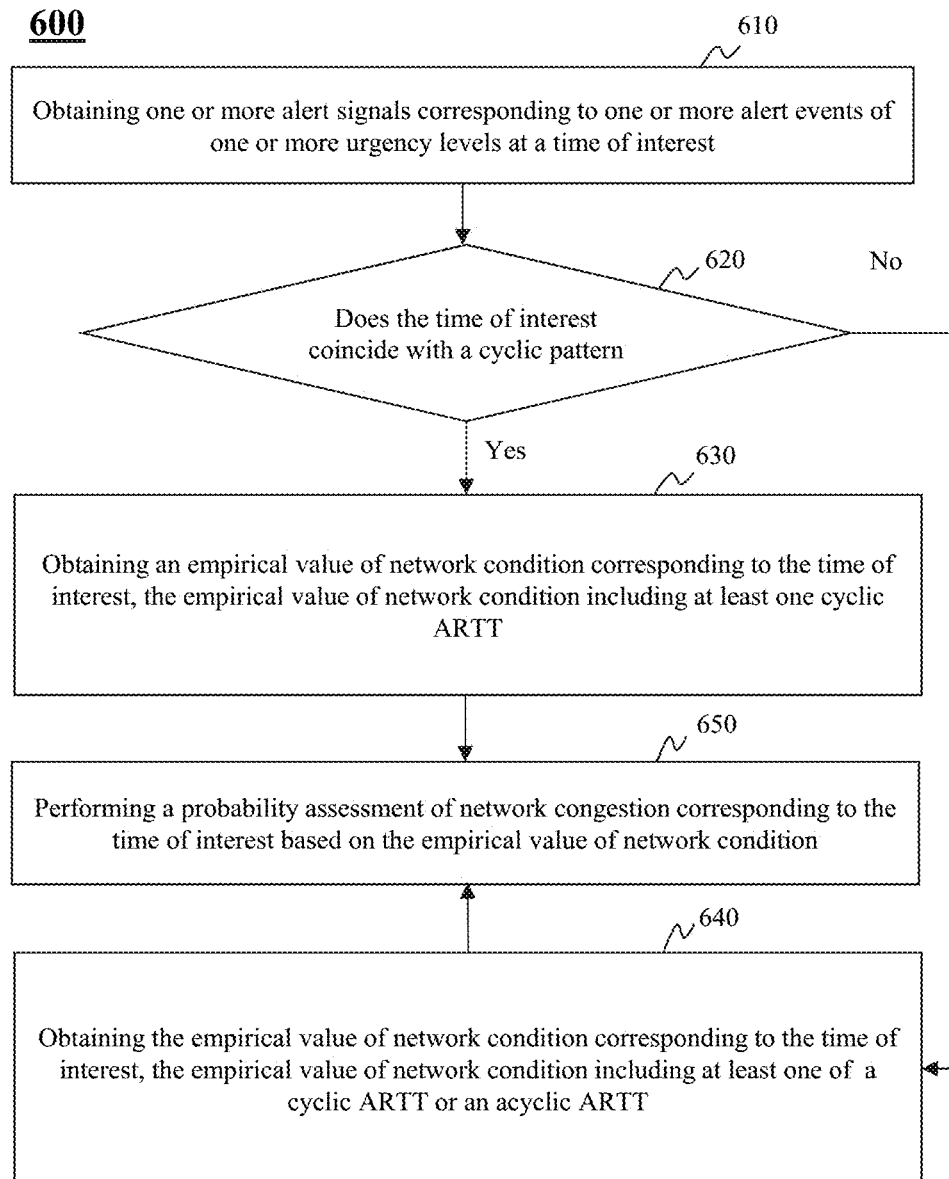 600
610
Obtaining one or more alert signals corresponding to one or more alert events of
one or more urgency levels at a time of interest
620
No
Does the time of interest
coincide with a cyclic pattern
Yes
630
Obtaining an empirical value of network condition corresponding to the time of
interest, the empirical value of network condition including at least one cyclic
ARTT
650
Performing a probability assessment of network congestion corresponding to the
time of interest based on the empirical value of network condition
640
Obtaining the empirical value of network condition corresponding to the time of
interest, the empirical value of network condition including at least one of a
cyclic ARTT or an acyclic ARTT